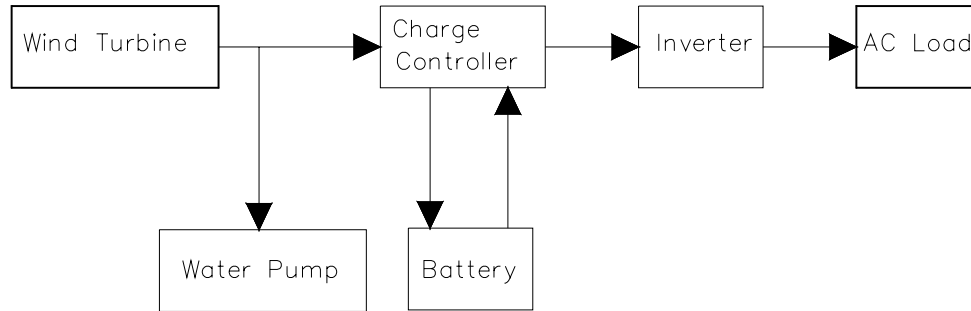 Wind Turbine
Charge
Controller
Inverter
AC Load
Water Pump
Battery